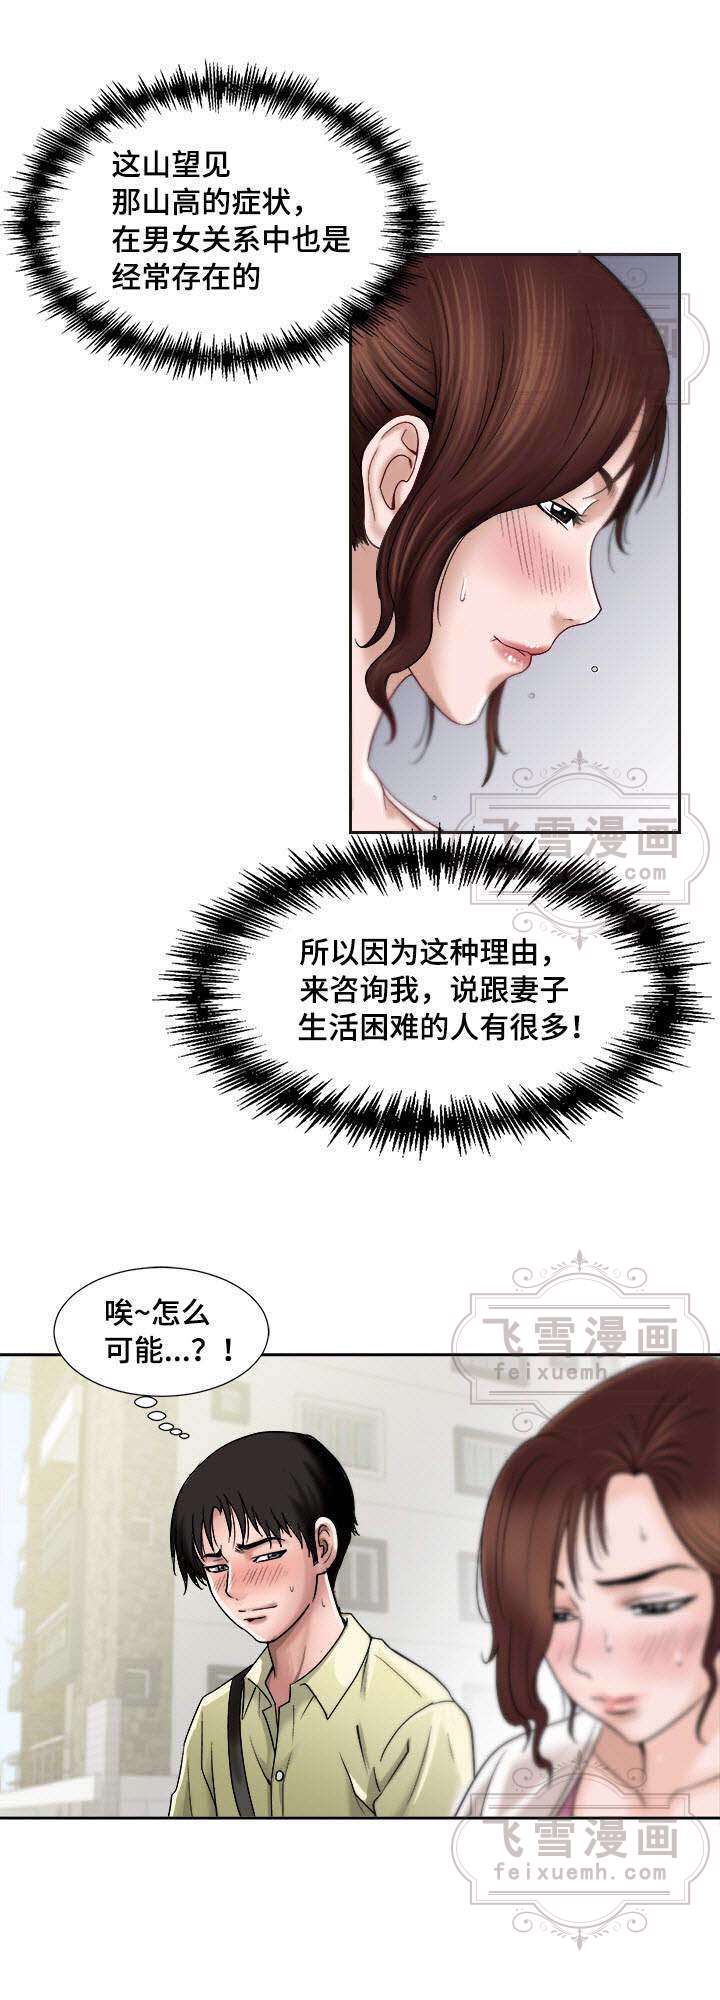 这山望见
那山高的症状，
在男女关系中也是
经常存在的
飞雪漫画
feixuemh.com
所以因为这种理由，
来咨询我，说跟妻子
生活困难的人有很多！
唉~怎么
可能...？！
飞雪漫画
feixuemh.com
飞雪漫画
feixuemh.com